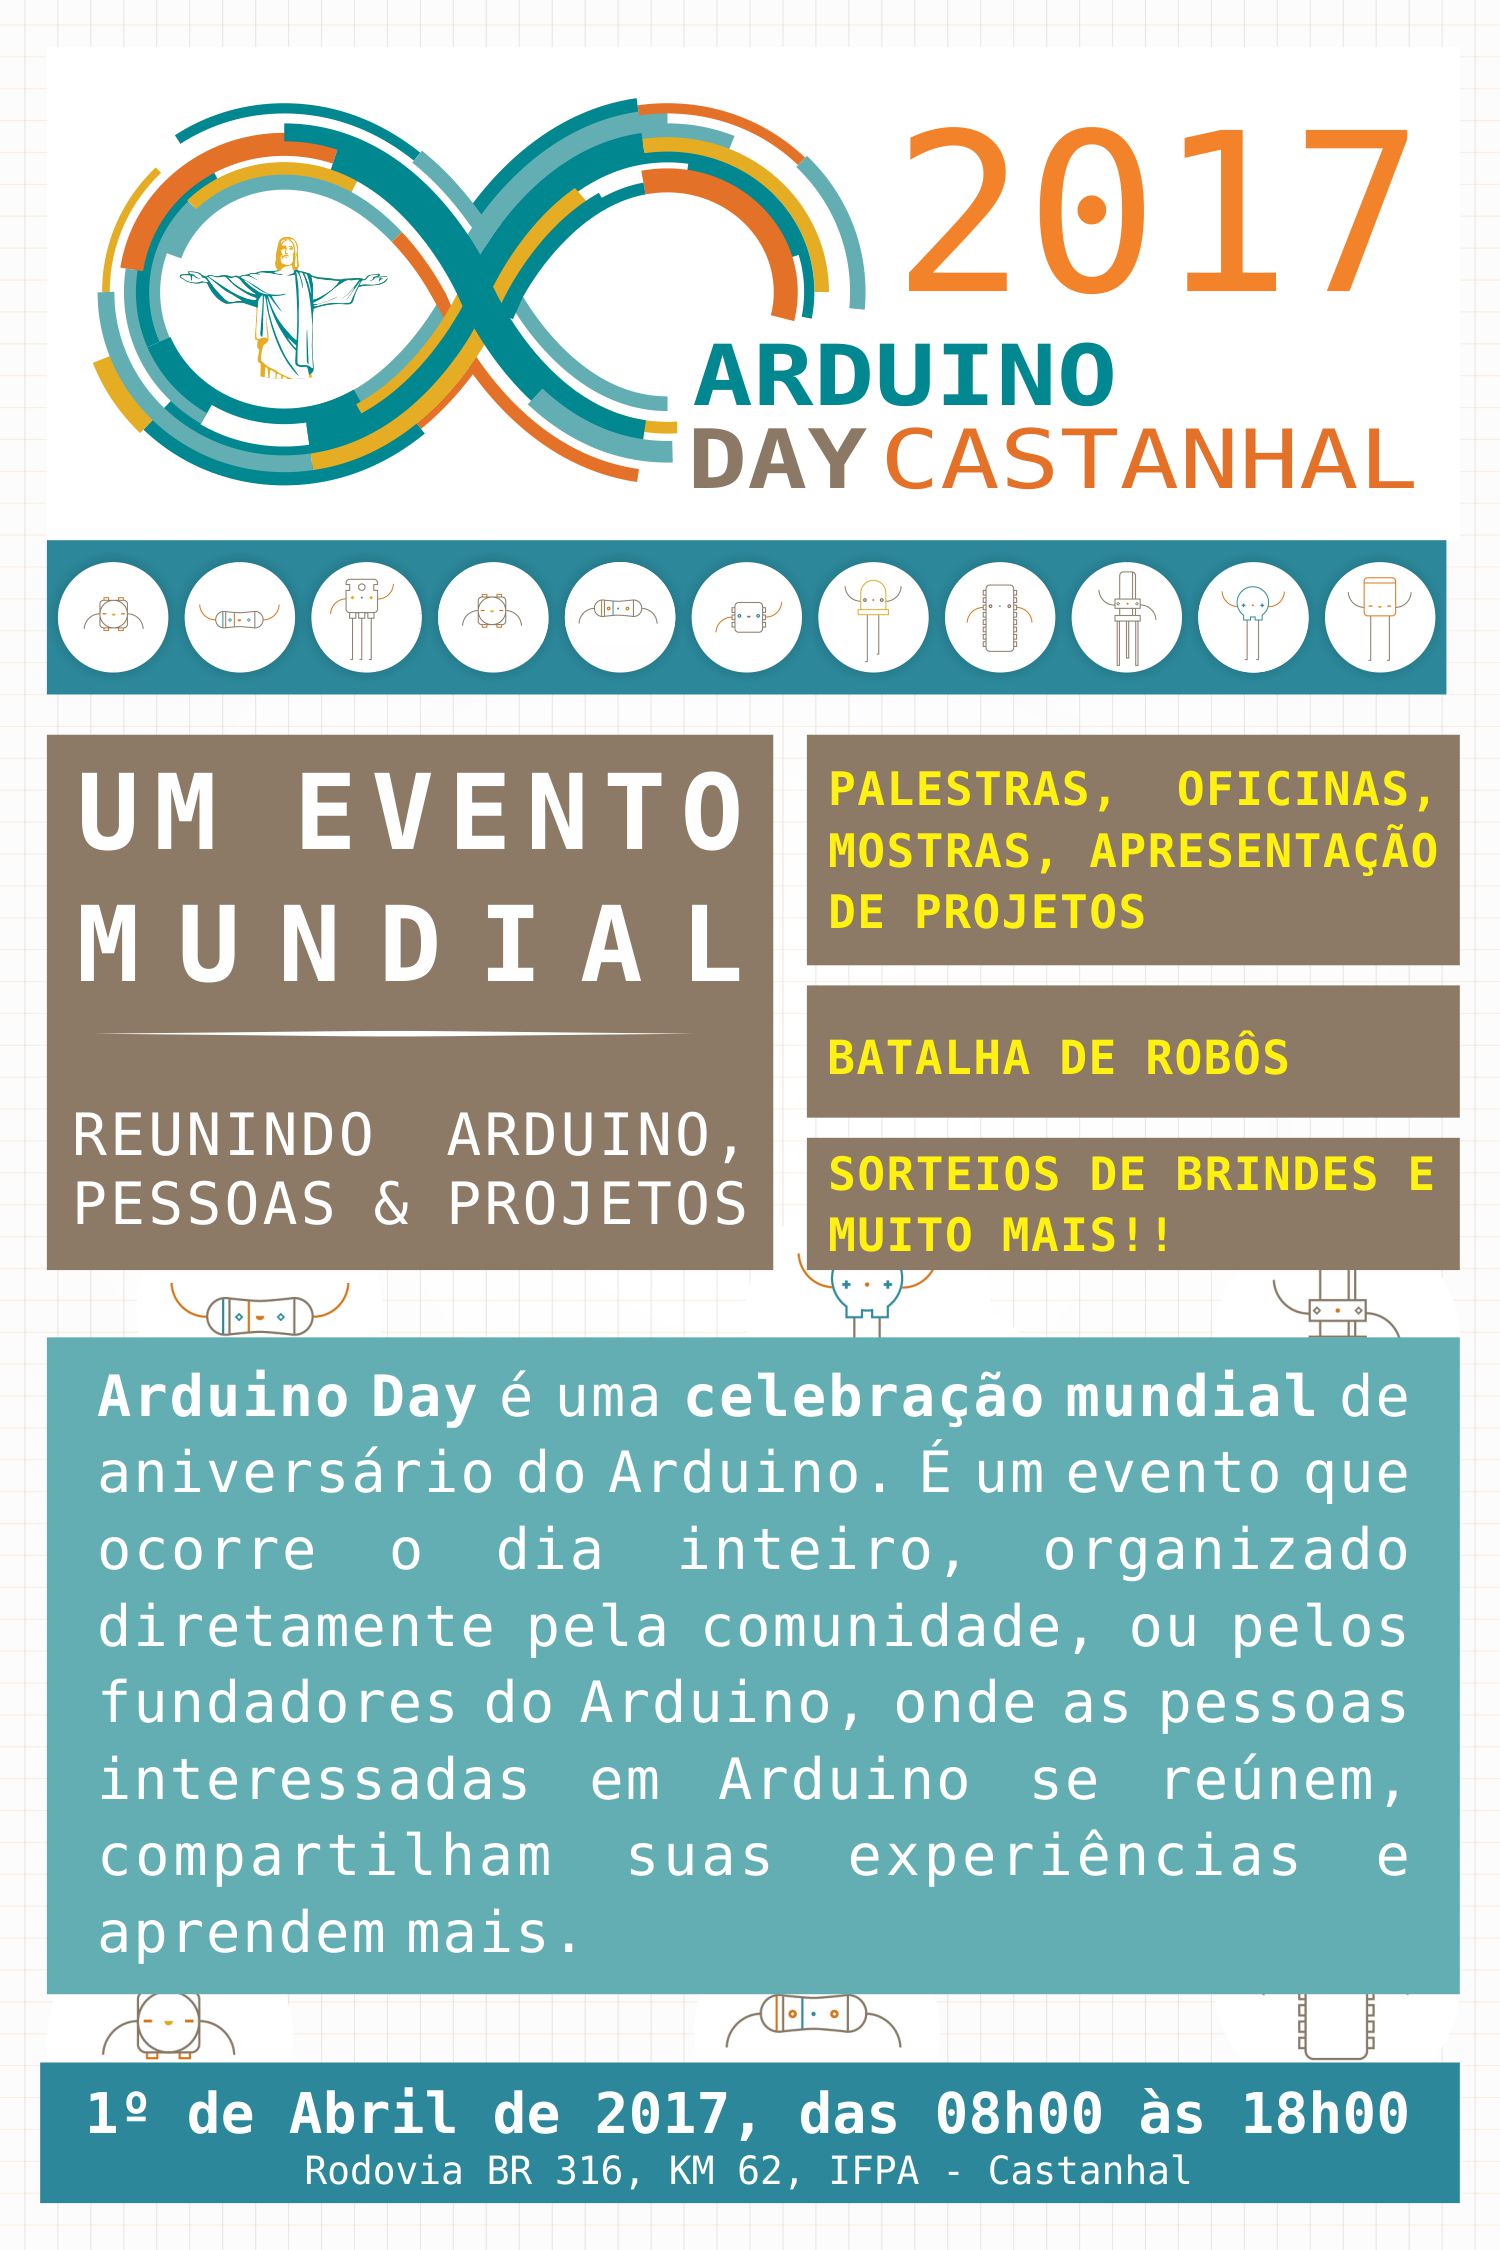 2017
ARDUINO
DAY CASTANHAL
UM EVENTO
MUNDIAL
REUNINDO ARDUINO,
PESSOAS & PROJETOS
PALESTRAS, OFICINAS,
MOSTRAS, APRESENTAÇÃO
DE PROJETOS
BATALHA DE ROBÔS
SORTEIOS DE BRINDES E
MUITO MAIS!!
Arduino Day é uma celebração mundial de
aniversário do Arduino. É um evento que
ocorre o dia inteiro, organizado
diretamente pela comunidade, ou pelos
fundadores do Arduino, onde as pessoas
interessadas em Arduino se reúnem,
compartilham suas experiências e
aprendem mais.
1º de Abril de 2017, das 08h00 às 18h00
Rodovia BR 316, KM 62, IFPA - Castanhal